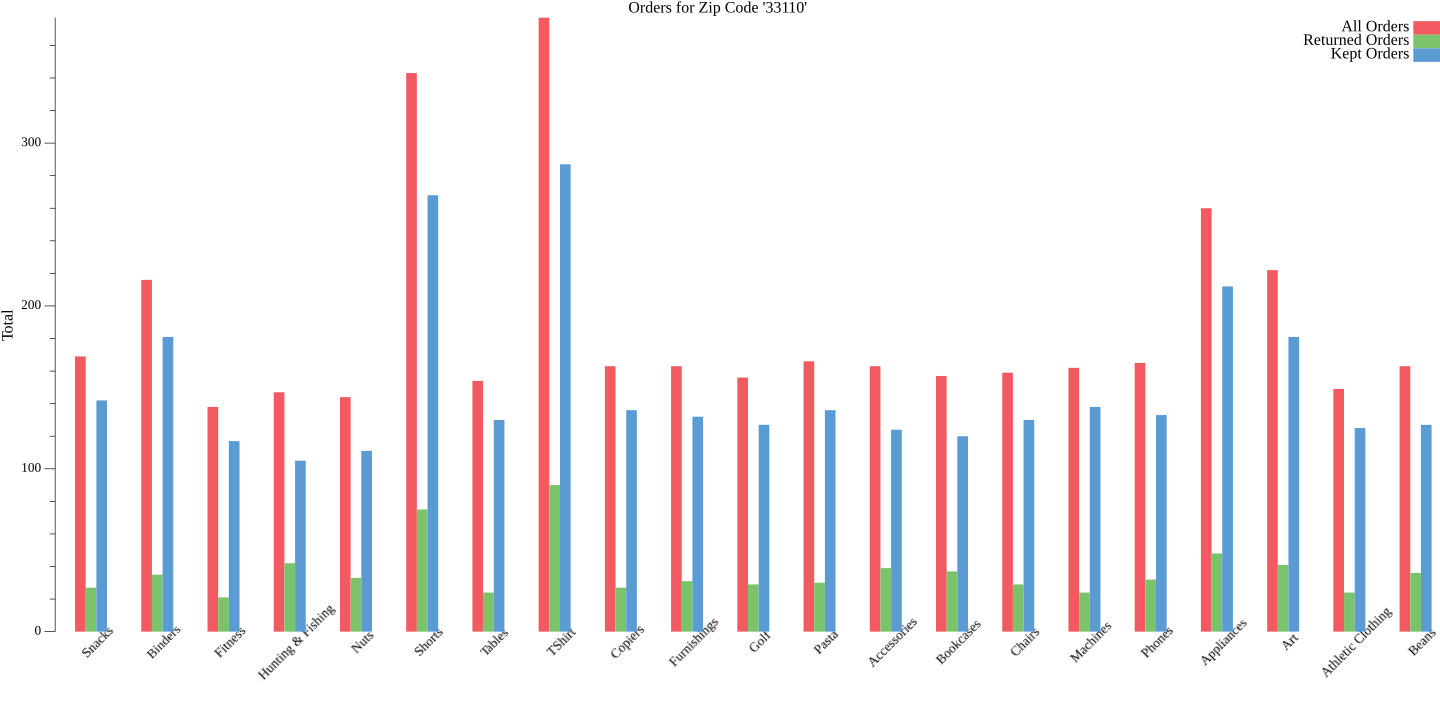 Orders for Zip Code '33110'
All Orders
Returned Orders
Kept Orders
Total
300
200
100
0
Snacks
Binders
Fitness
Hunting & Fishing
Nuts
Shorts
Tables
TShirt
Copiers
Furnishings
Golf
Pasta
Accessories
Bookcases
Chairs
Machines
Phones
Appliances
Art
Athletic Clothing
Beans